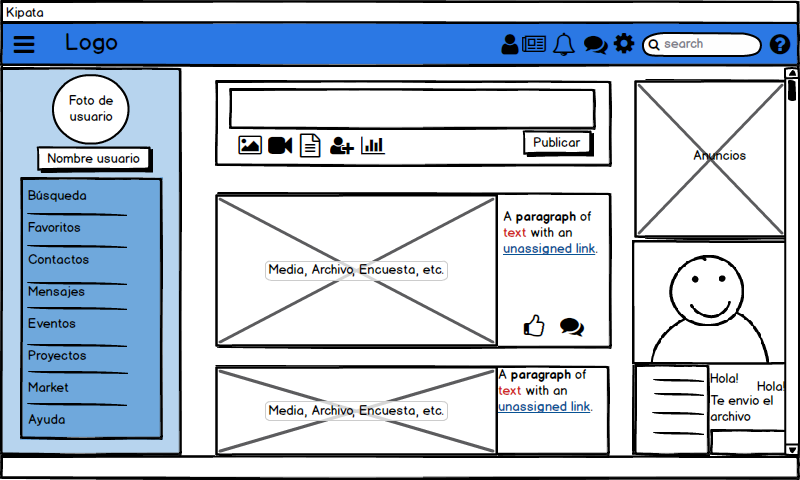 Kipata
Logo
search
Foto de
usuario
Nombre usuario
Búsqueda
Favoritos
Contactos
Mensajes
Eventos
Proyectos
Market
Ayuda
Publicar
Media, Archivo, Encuesta, etc.
A paragraph of
text with an
unassigned link.
Media, Archivo, Encuesta, etc.
A paragraph of
text with an
unassigned link.
Anuncios
Hola!
Hola!
Te envio el
archivo